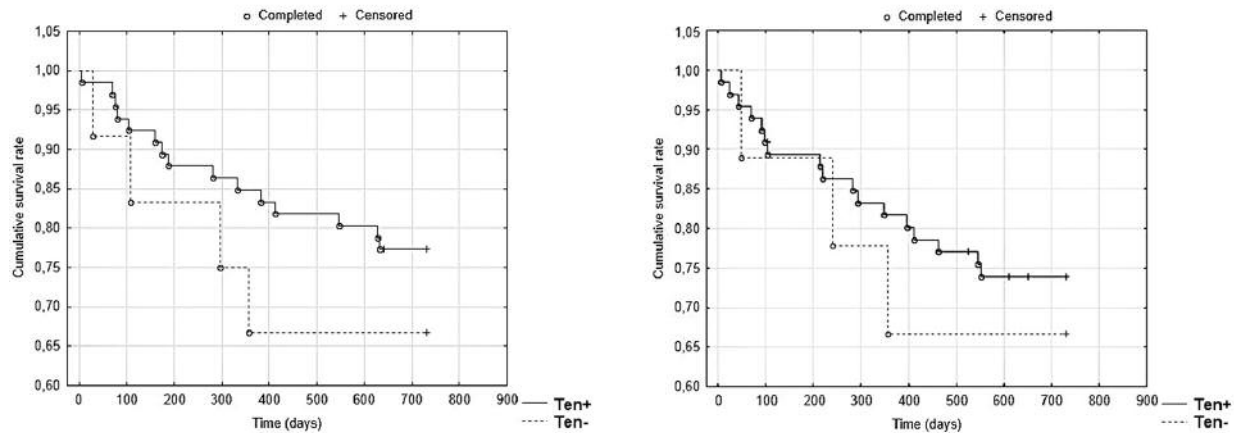 ○ Completed + Censored
1,05
1,00
0,95
0,90
0,85
0,80
0,75
0,70
0,65
0,60
Cumulative survival rate
0 100 200 300 400 500 600 700 800 900
Time (days)
Ten+
Ten-
○ Completed + Censored
1,05
1,00
0,95
0,90
0,85
0,80
0,75
0,70
0,65
0,60
Cumulative survival rate
0 100 200 300 400 500 600 700 800 900
Time (days)
Ten+
Ten-